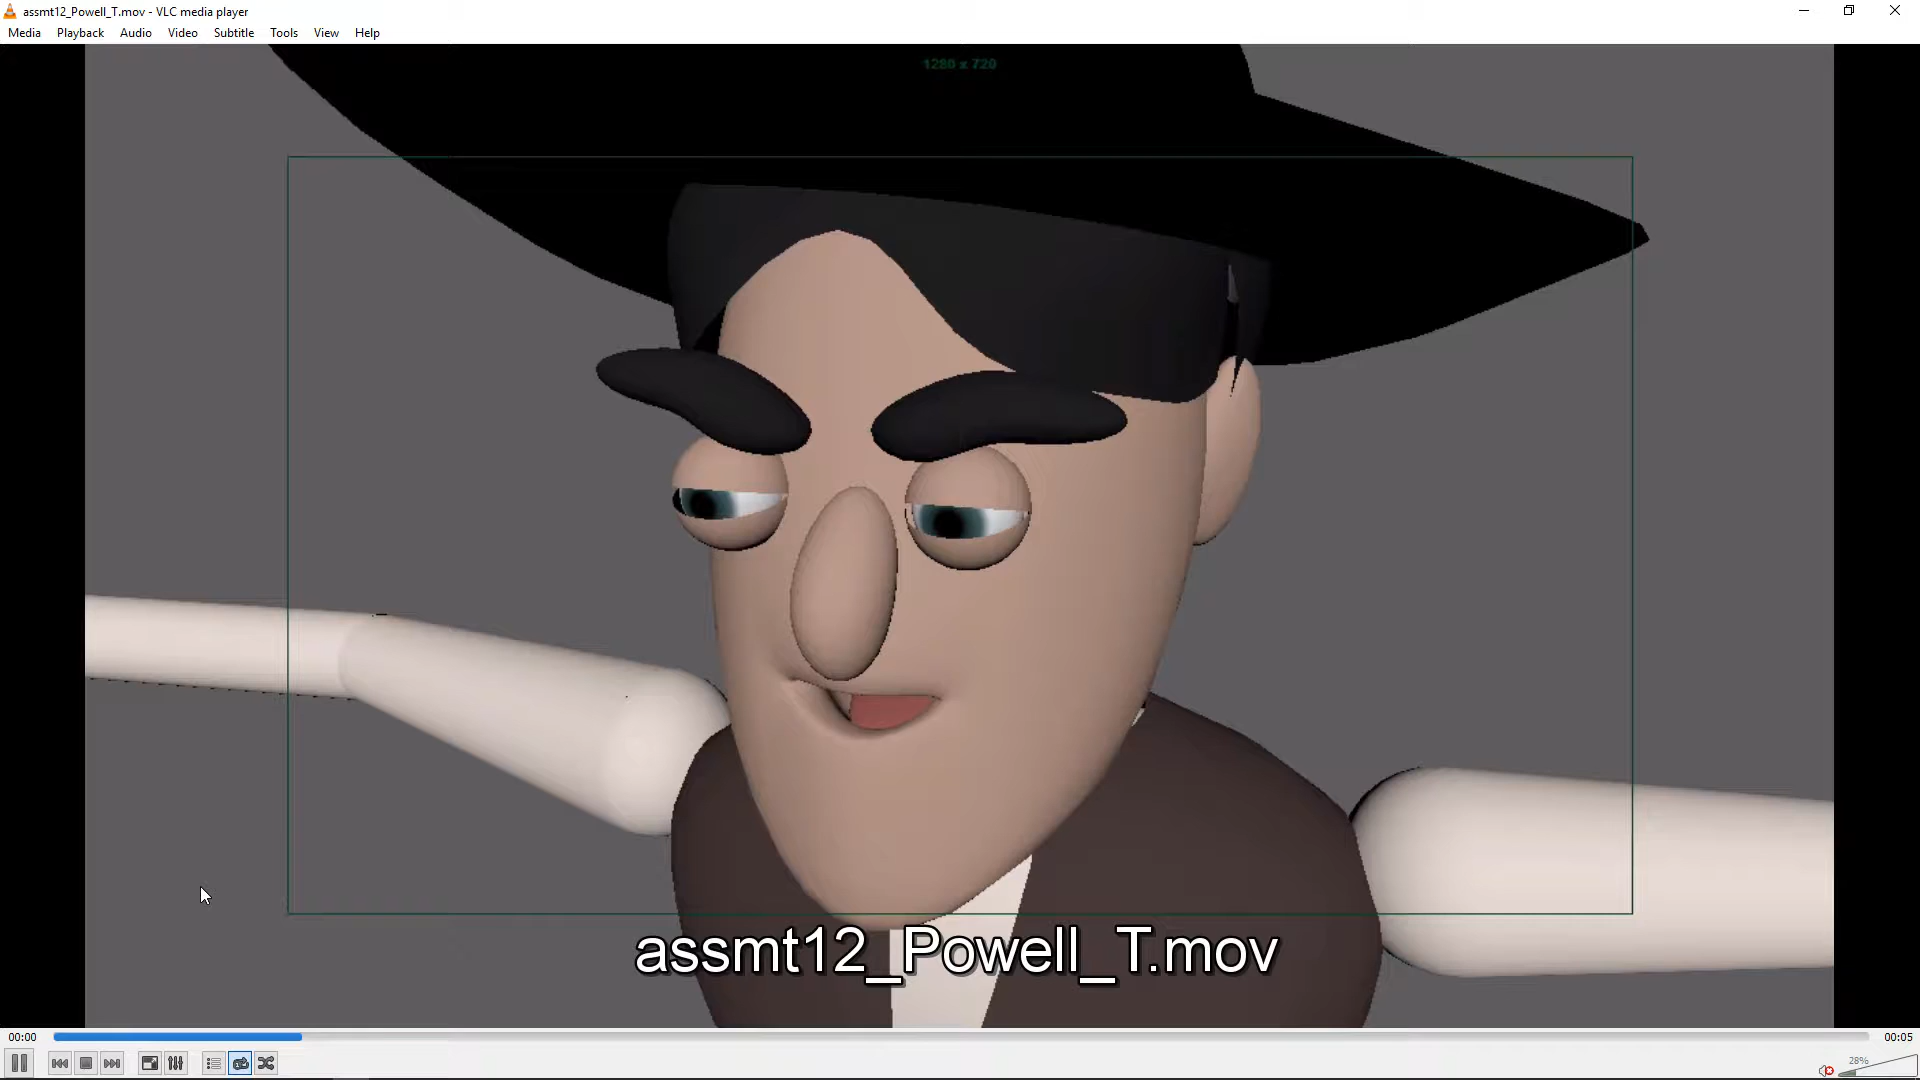 assmt12_Powell_T.mov - VLC media player
Media Playback Audio Video Subtitle Tools View Help
1280 x 720
assmt12_Powell_T.mov
00:00
00:05
28%